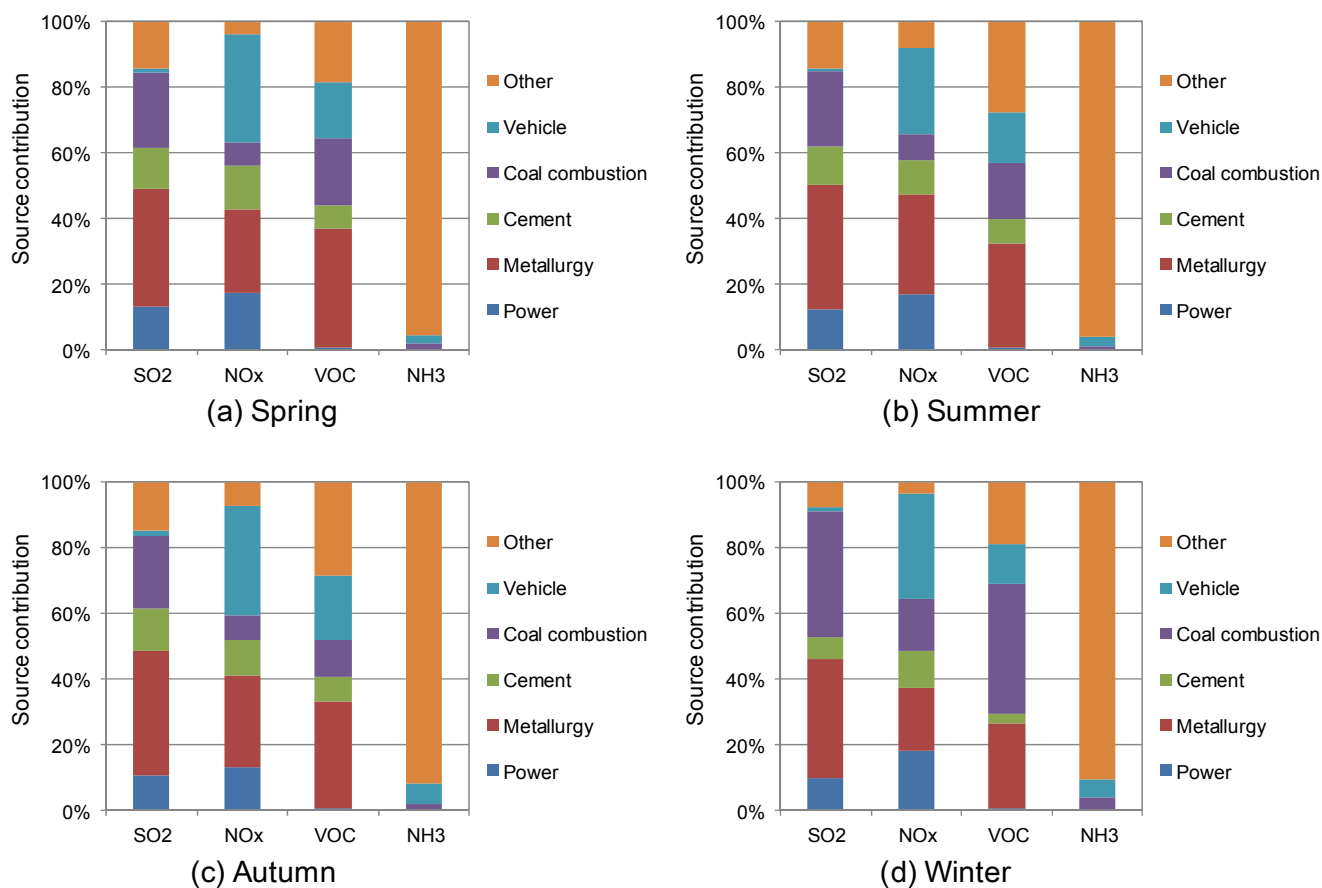 100%
80%
60%
40%
20%
0%
Source contribution
SO2 NOx VOC NH3
Other
Vehicle
Coal combustion
Cement
Metallurgy
Power
(a) Spring
100%
80%
60%
40%
20%
0%
Source contribution
SO2 NOx VOC NH3
Other
Vehicle
Coal combustion
Cement
Metallurgy
Power
(b) Summer
100%
80%
60%
40%
20%
0%
Source contribution
SO2 NOx VOC NH3
Other
Vehicle
Coal combustion
Cement
Metallurgy
Power
(c) Autumn
100%
80%
60%
40%
20%
0%
Source contribution
SO2 NOx VOC NH3
Other
Vehicle
Coal combustion
Cement
Metallurgy
Power
(d) Winter